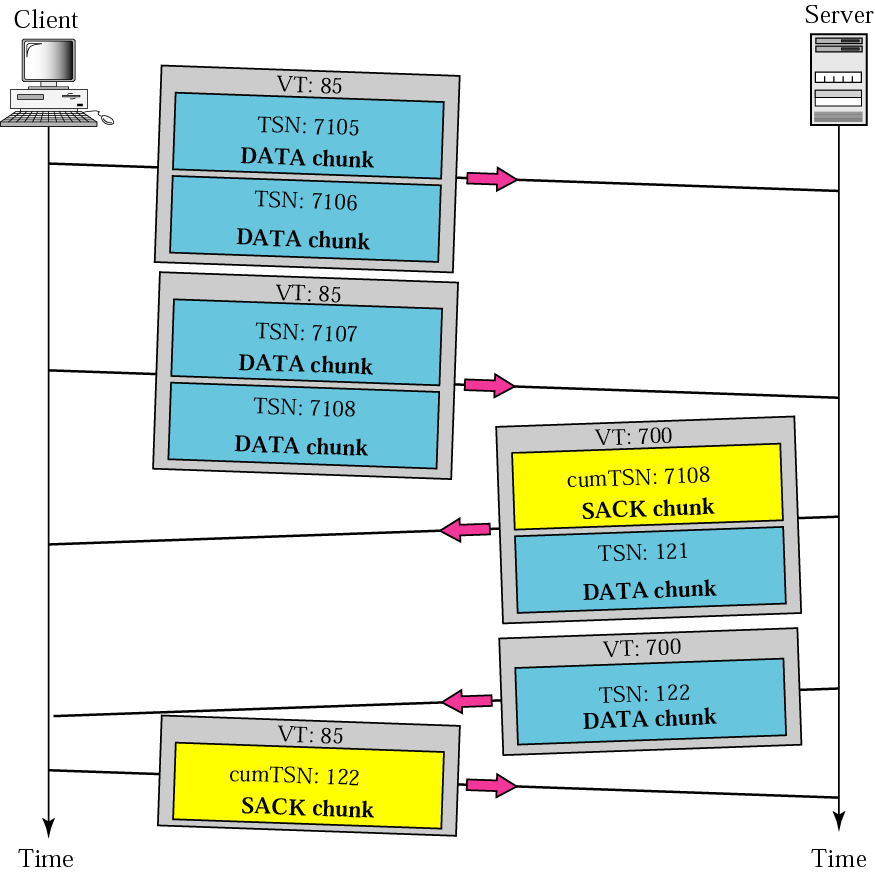 Client
Server
VT: 85
TSN: 7105
DATA chunk
TSN: 7106
DATA chunk
VT: 85
TSN: 7107
DATA chunk
TSN: 7108
DATA chunk
VT: 700
cumTSN: 7108
SACK chunk
TSN: 121
DATA chunk
VT: 700
TSN: 122
DATA chunk
VT: 85
cumTSN: 122
SACK chunk
Time
Time